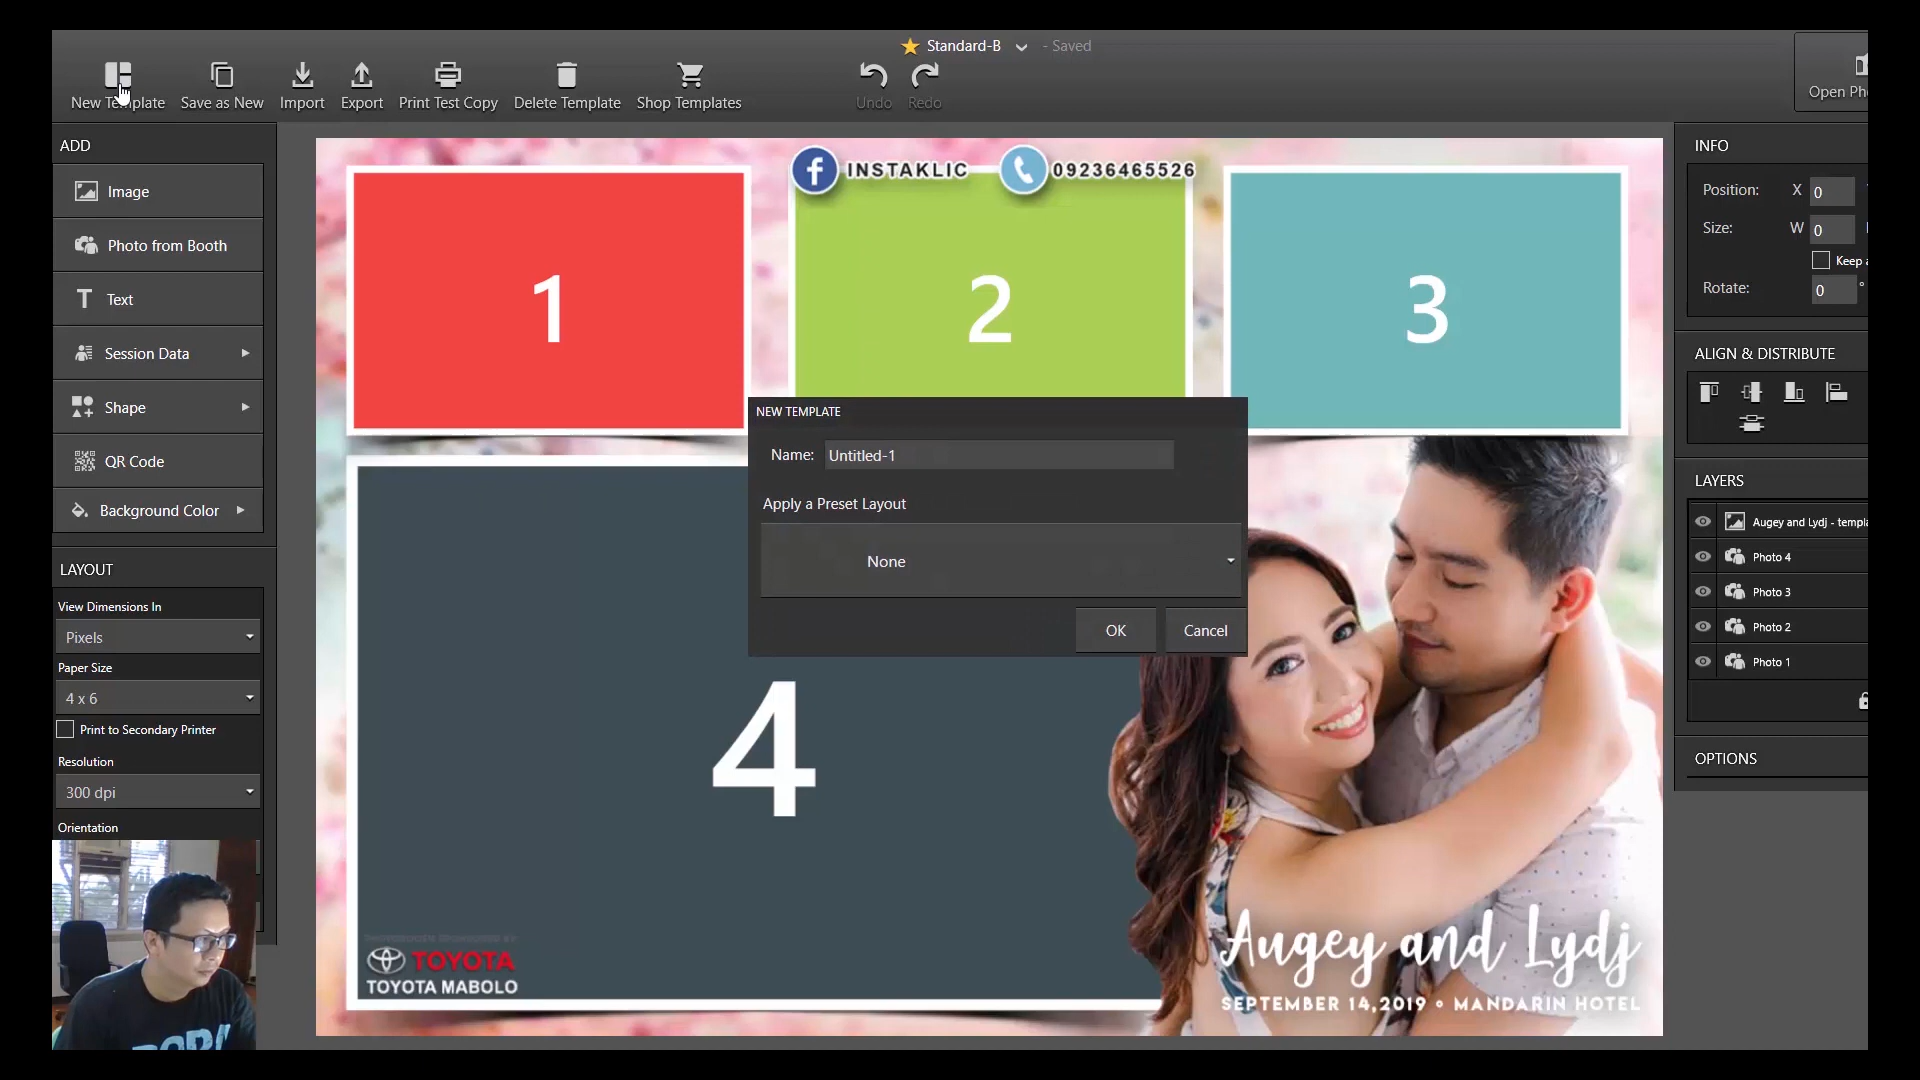 Standard-B
- Saved
New Template
Save as New
Import
Export
Print Test Copy
Delete Template
Shop Templates
Undo
Redo
ADD
Image
Photo from Booth
Text
Session Data
Shape
QR Code
Background Color
LAYOUT
View Dimensions In
Pixels
Paper Size
4 x 6
Print to Secondary Printer
Resolution
300 dpi
Orientation
f
INSTAKLIC
09236465526
1
2
3
4
NEW TEMPLATE
Name:
Untitled-1
Apply a Preset Layout
None
OK
Cancel
TOYOTA
TOYOTA MABOLO
Augey and Lydj
SEPTEMBER 14,2019 • MANDARIN HOTEL
INFO
Position:
X
0
Size:
W
0
Keep
Rotate:
0
°
ALIGN & DISTRIBUTE
LAYERS
Augey and Lydj - templa
Photo 4
Photo 3
Photo 2
Photo 1
OPTIONS
Open Ph